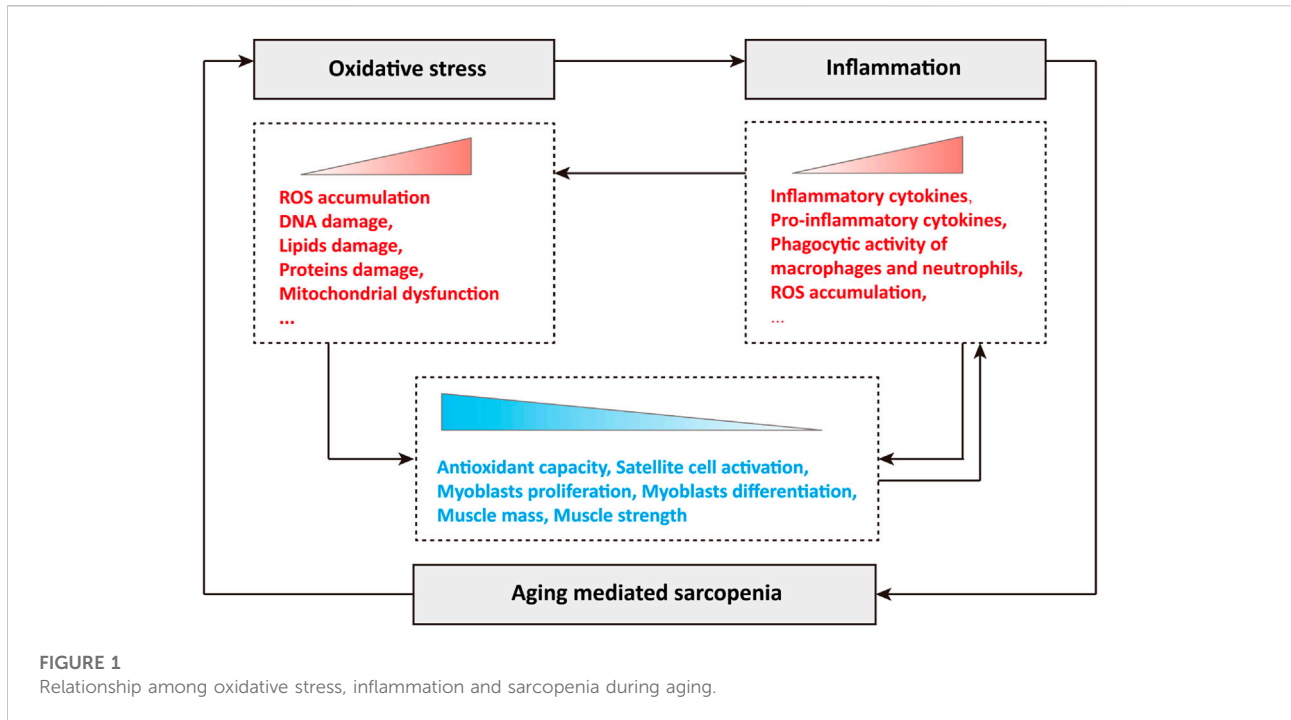 Oxidative stress
Inflammation
ROS accumulation
DNA damage,
Lipids damage,
Proteins damage,
Mitochondrial dysfunction
...
Inflammatory cytokines,
Pro-inflammatory cytokines,
Phagocytic activity of
macrophages and neutrophils,
ROS accumulation,
...
Antioxidant capacity, Satellite cell activation,
Myoblasts proliferation, Myoblasts differentiation,
Muscle mass, Muscle strength
Aging mediated sarcopenia
FIGURE 1
Relationship among oxidative stress, inflammation and sarcopenia during aging.